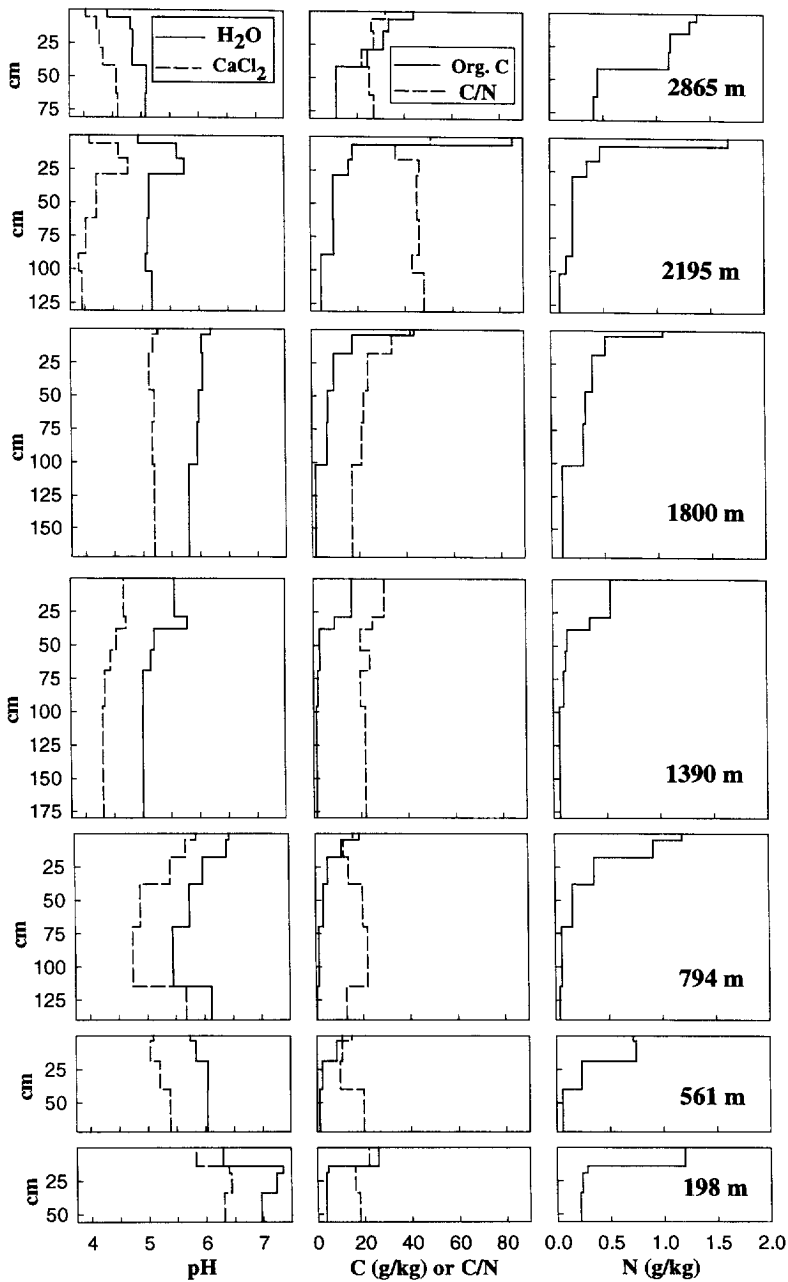 cm
25
50
75
H2O
CaCl2
Org. C
C/N
2865 m
cm
25
50
75
100
125
2195 m
cm
25
50
75
100
125
150
1800 m
cm
25
50
75
100
125
150
175
1390 m
cm
25
50
75
100
125
794 m
cm
25
50
561 m
cm
25
50
198 m
4 5 6 7
pH
0 20 40 60 80
C (g/kg) or C/N
0.0 0.5 1.0 1.5 2.0
N (g/kg)